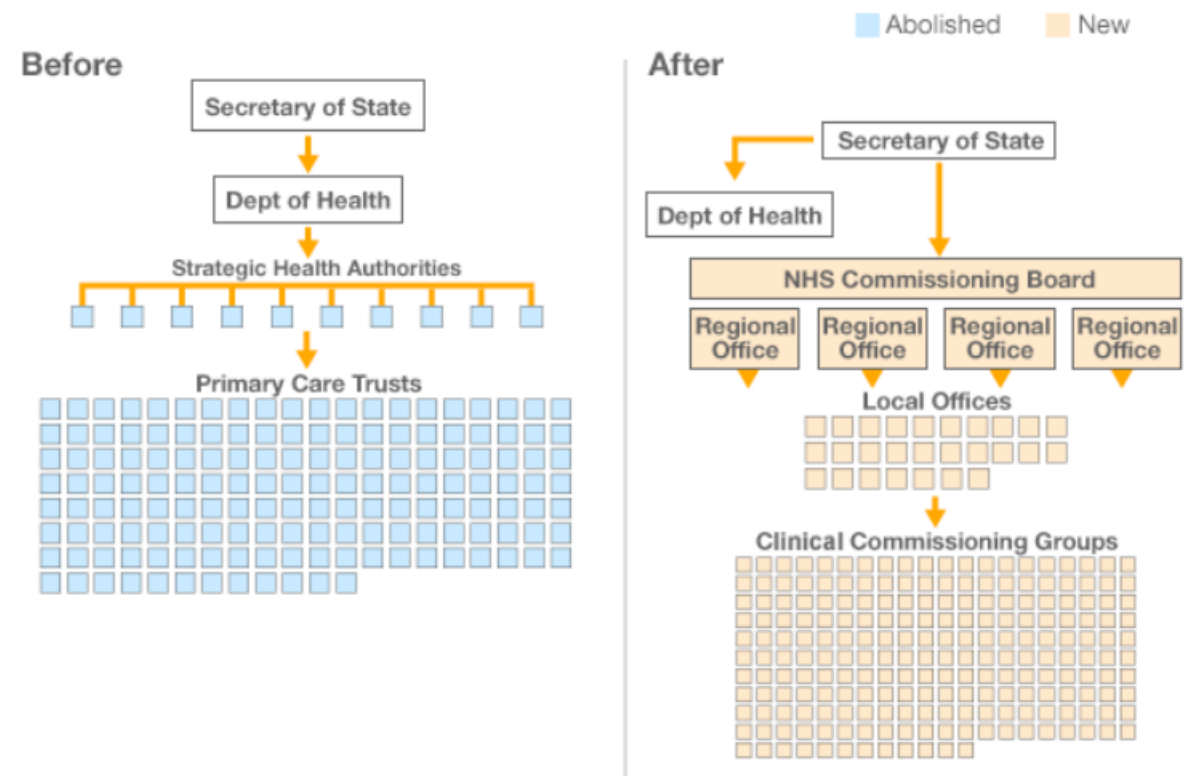 Abolished
New
Before
Secretary of State
Dept of Health
Strategic Health Authorities
Primary Care Trusts
After
Secretary of State
Dept of Health
NHS Commissioning Board
Regional Office
Regional Office
Regional Office
Regional Office
Local Offices
Clinical Commissioning Groups